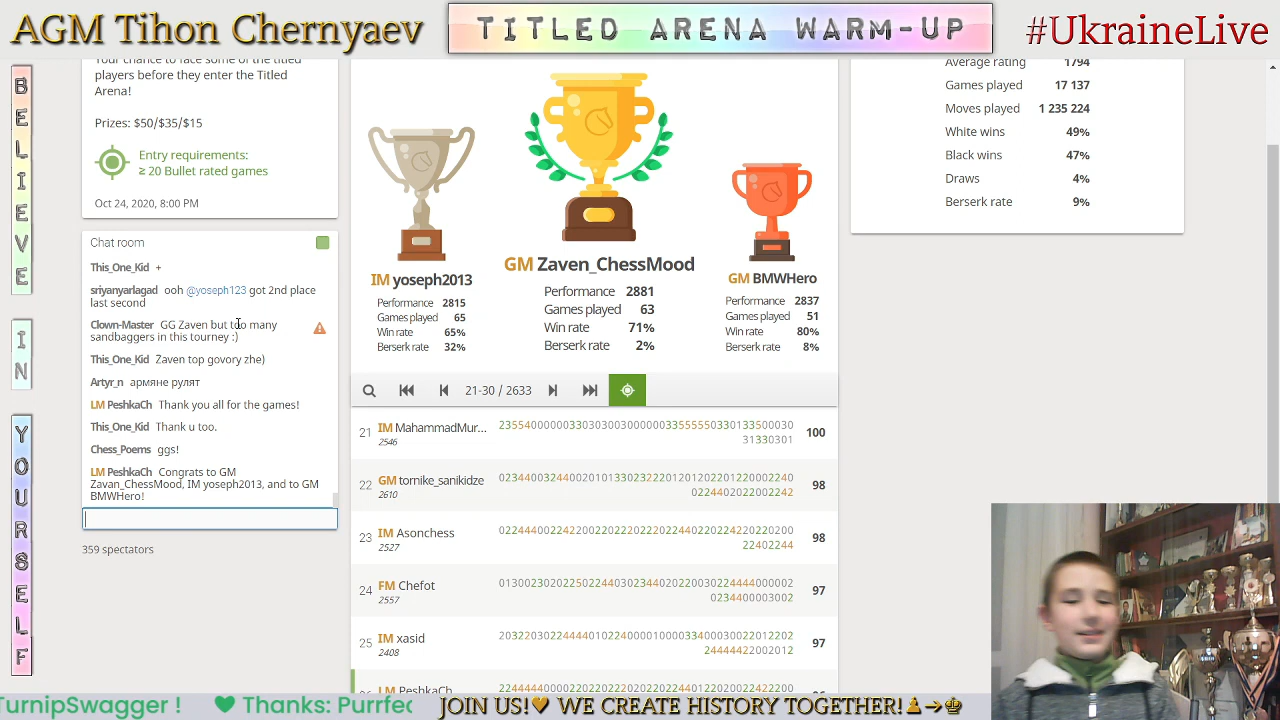 AGM Tihon Chernyaev
TITLED ARENA WARM-UP
#UkraineLive
BELIEVE
IN
YOURSELF
Your chance to face some of the titled
players before they enter the Titled
Arena!
Prizes: $50/$35/$15
Entry requirements:
≥ 20 Bullet rated games
Oct 24, 2020, 8:00 PM
Chat room
This_One_Kid +
sriyanyarlagad ooh @yoseph123 got 2nd place
last second
Clown-Master GG Zaven but too many
sandbaggers in this tourney :)
This_One_Kid Zaven top govory zhe)
Artyr_n армяне рулят
LM PeshkaCh Thank you all for the games!
This_One_Kid Thank u too.
Chess_Poems ggs!
LM PeshkaCh Congrats to GM
Zavan_ChessMood, IM yoseph2013, and to GM
BMWHero!
359 spectators
IM yoseph2013
Performance 2815
Games played 65
Win rate 65%
Berserk rate 32%
GM Zaven_ChessMood
Performance 2881
Games played 63
Win rate 71%
Berserk rate 2%
GM BMWHero
Performance 2837
Games played 51
Win rate 80%
Berserk rate 8%
21-30 / 2633
21 IM MahammadMur... 100
2546
22 GM tornike_sanikidze 98
2610
23 IM Asonchess 98
2527
24 FM Chefot 97
2557
25 IM xasid 97
2408
LM PeshkaCh
Average rating 1794
Games played 17 137
Moves played 1 235 224
White wins 49%
Black wins 47%
Draws 4%
Berserk rate 9%
TurnipSwagger ! Thanks: Purrfec
JOIN US! WE CREATE HISTORY TOGETHER!